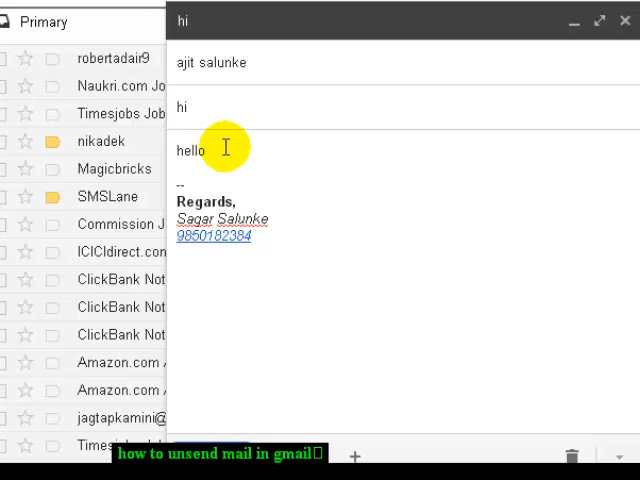 Primary
robertadair9
Naukri.com Jo
Timesjobs Job
nikadek
Magicbricks
SMSLane
Commission J
ICICIdirect.con
ClickBank Not
ClickBank Not
ClickBank Not
Amazon.com
Amazon.com
jagtapkamini@
Times
hi
ajit salunke
hi
hello
--
Regards,
Sagar Salunke
9850182384
how to unsend mail in gmail